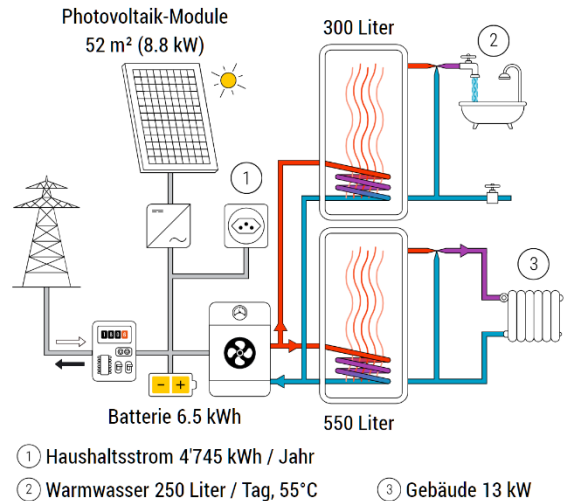 Photovoltaik-Module
52 m² (8.8 kW)
300 Liter
2
1
3
Batterie 6.5 kWh
550 Liter
1 Haushaltsstrom 4'745 kWh / Jahr
2 Warmwasser 250 Liter / Tag, 55°C
3 Gebäude 13 kW